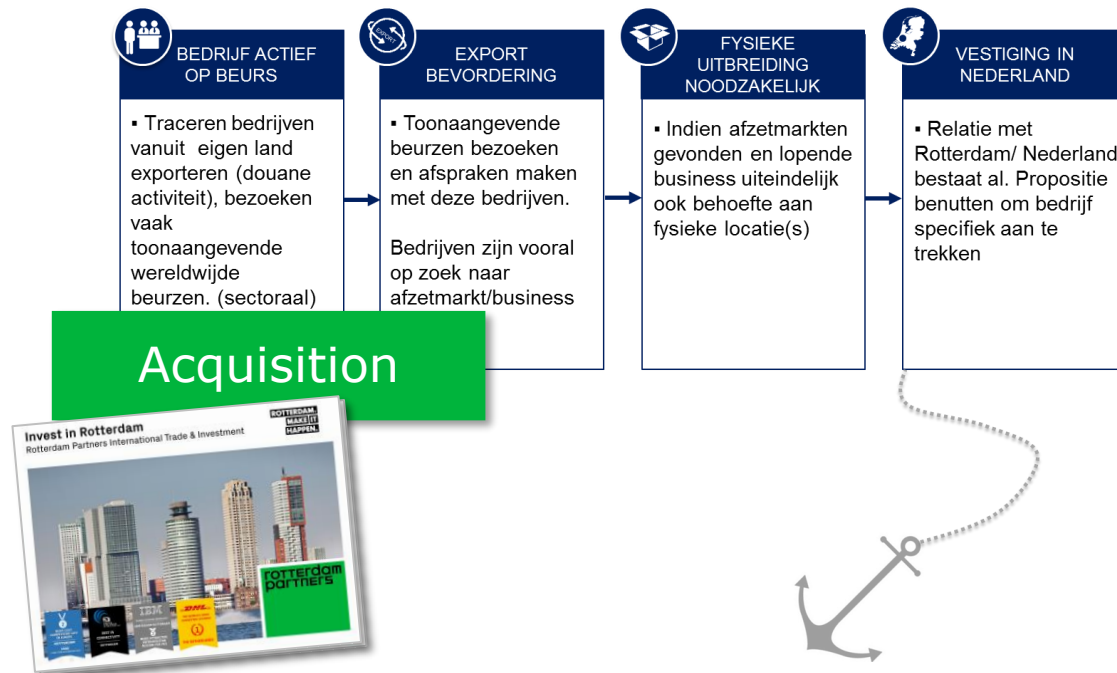 BEDRIJF ACTIEF
OP BEURS
▪ Traceren bedrijven
vanuit eigen land
exporteren (douane
activiteit), bezoeken
vaak
toonaangevende
wereldwijde
beurzen. (sectoraal)
EXPORT
EXPORT
BEVORDERING
▪ Toonaangevende
beurzen bezoeken
en afspraken maken
met deze bedrijven.
Bedrijven zijn vooral
op zoek naar
afzetmarkt/business
FYSIEKE
UITBREIDING
NOODZAKELIJK
▪ Indien afzetmarkten
gevonden en lopende
business uiteindelijk
ook behoefte aan
fysieke locatie(s)
VESTIGING IN
NEDERLAND
▪ Relatie met
Rotterdam/ Nederland
bestaat al. Propositie
benutten om bedrijf
specifiek aan te
trekken
Acquisition
Invest in Rotterdam
Rotterdam Partners International Trade & Investment
ROTTERDAM.
MAKE IT
HAPPEN.
rotterdam
partners
IBM
DHL